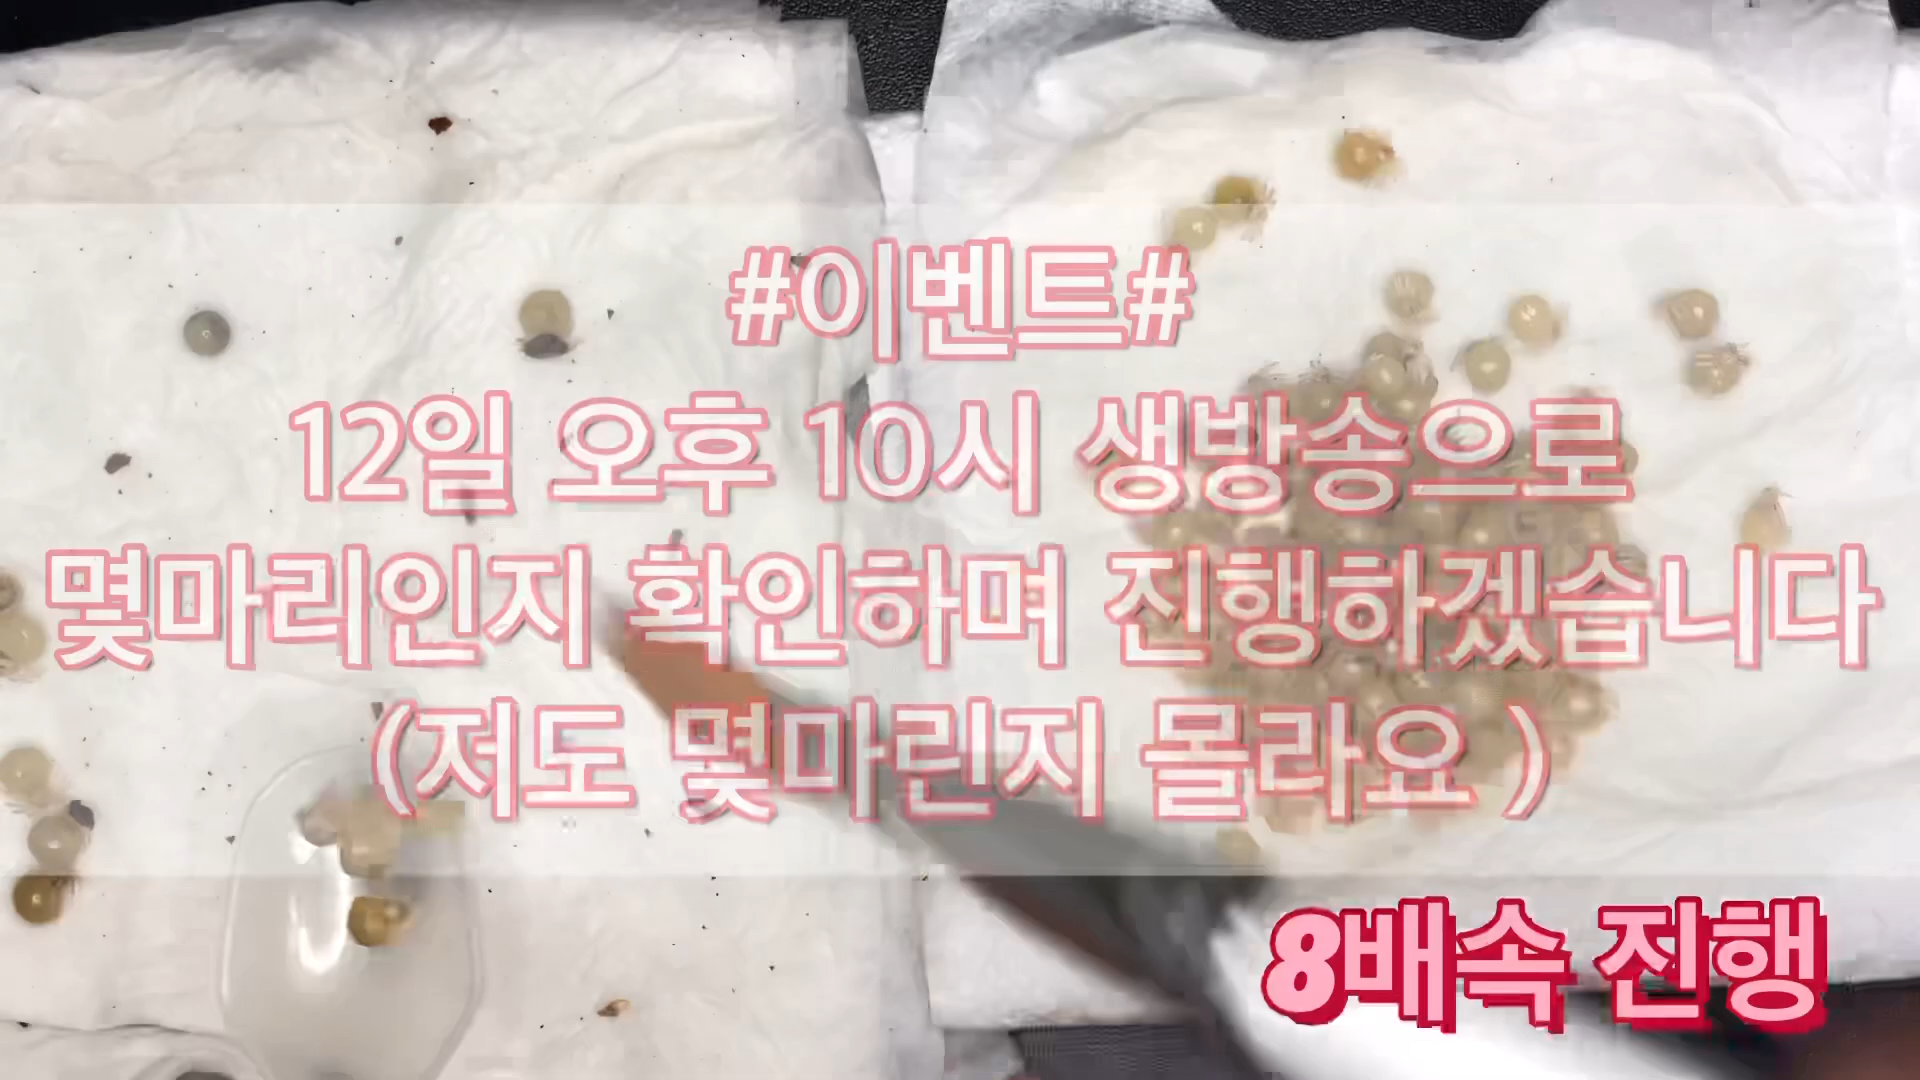 #이벤트#
12일 오후 10시 생방송으로
몇마리인지 확인하며 진행하겠습니다
(저도 몇마린지 몰라요 )
8배속 진행